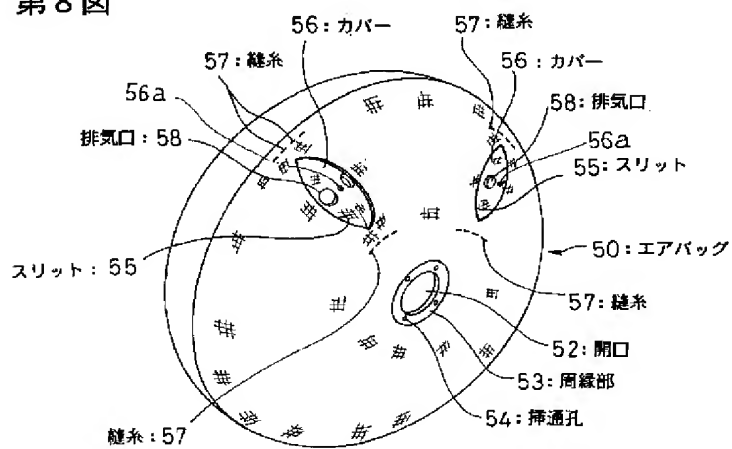 第8図
56:カバー
57:縫糸
57:縫糸
56:カバー
56a
58:排気口
排気口:58
56a
55:スリット
スリット:55
50:エアバッグ
57:縫糸
52:開口
53:周縁部
54:挿通孔
縫糸:57